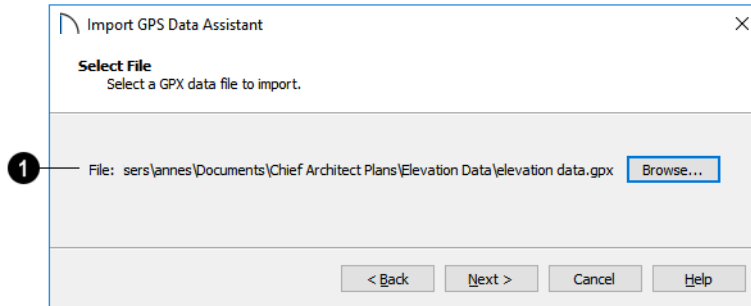 Import GPS Data Assistant
Select File
Select a GPX data file to import.
1 File: sers\annes\Documents\Chief Architect Plans\Elevation Data\elevation data.gpx Browse...
< Back Next > Cancel Help